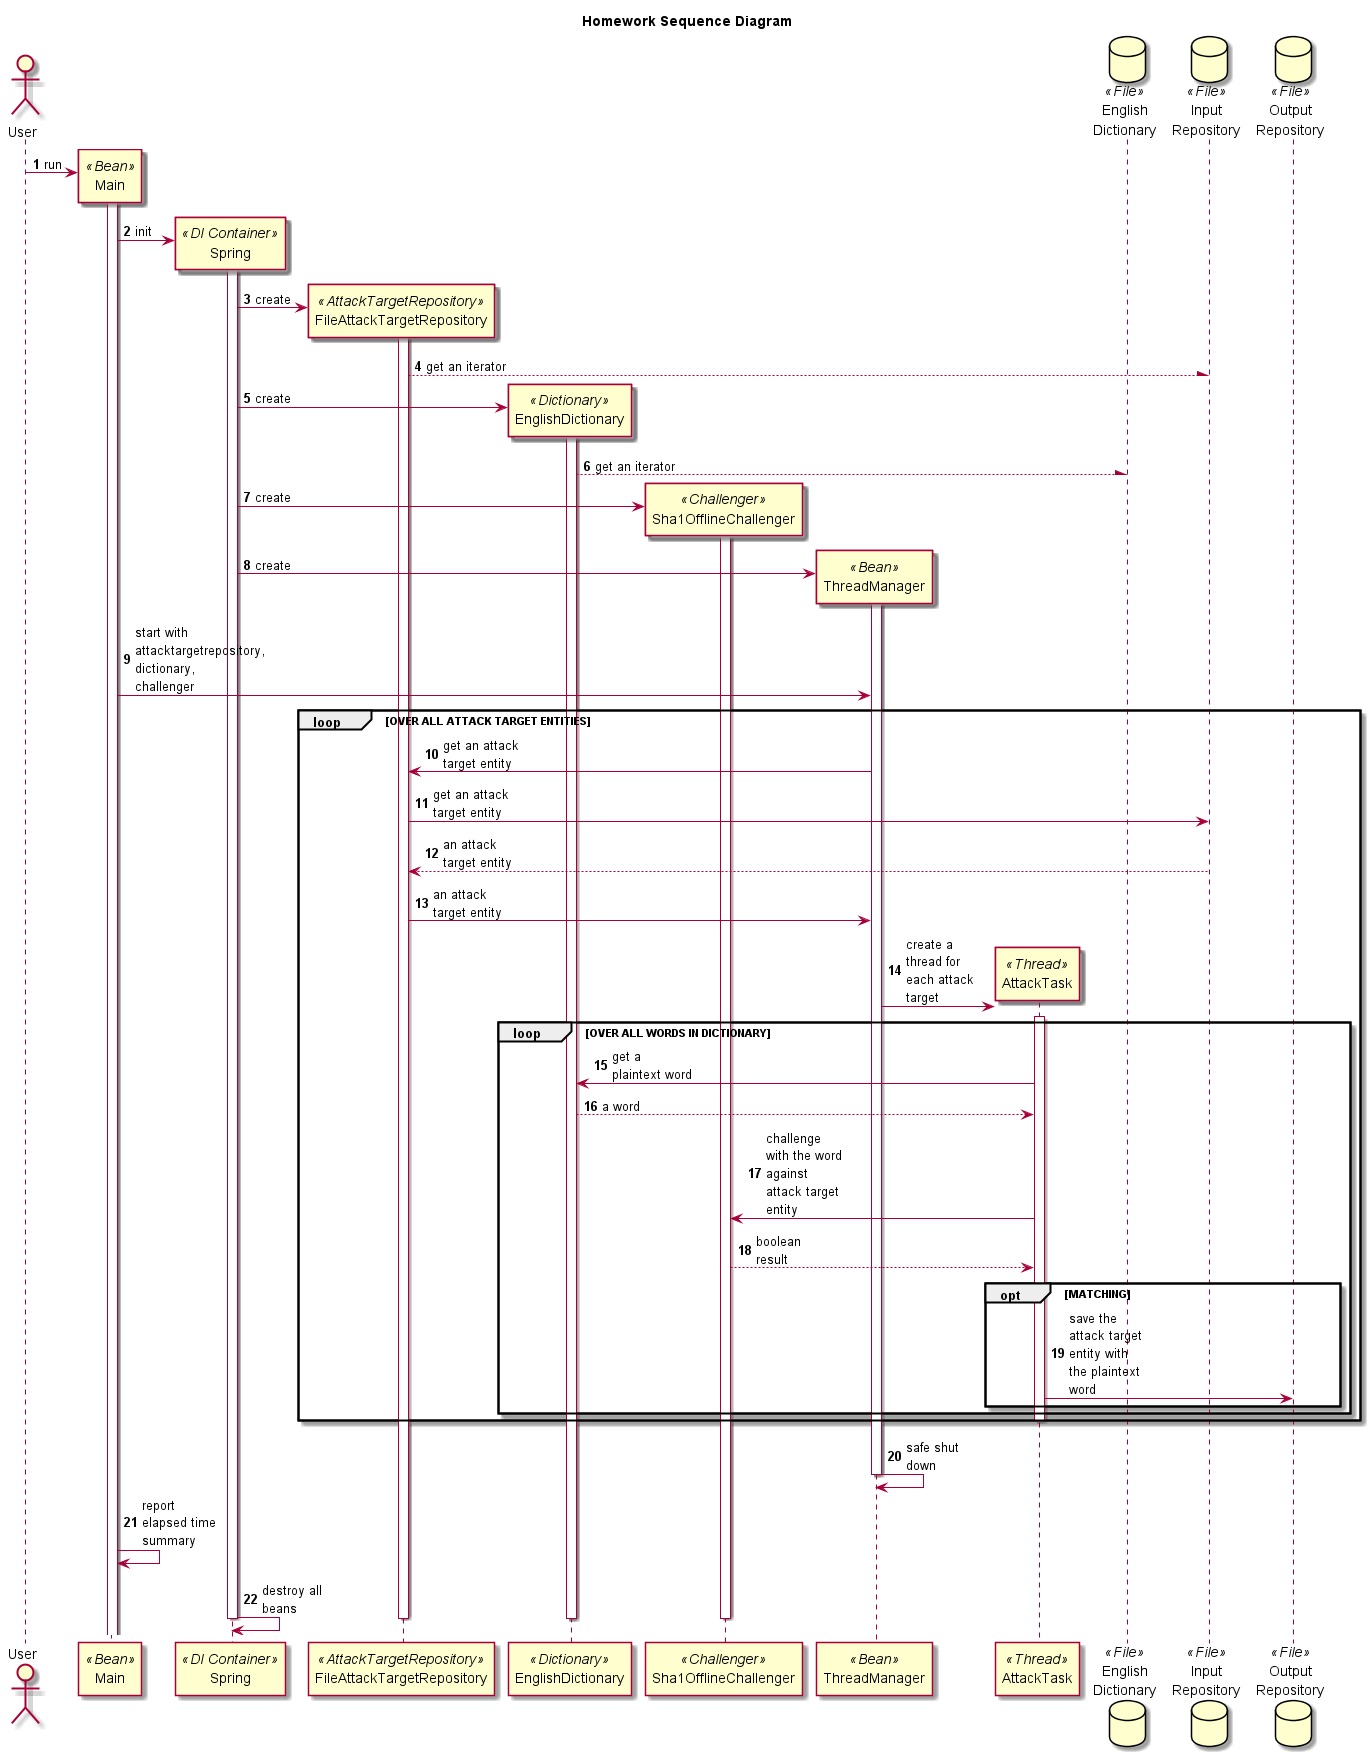 Homework Sequence Diagram
User
«File»
English
Dictionary
«File»
Input
Repository
«File»
Output
Repository
1 run
«Bean»
Main
2 init
«DI Container»
Spring
3 create
«AttackTargetRepository»
FileAttackTargetRepository
4 get an iterator
5 create
«Dictionary»
EnglishDictionary
6 get an iterator
7 create
«Challenger»
Sha1OfflineChallenger
8 create
«Bean»
ThreadManager
9 start with
attacktargetrepository,
dictionary,
challenger
loop [OVER ALL ATTACK TARGET ENTITIES]
10 get an attack
target entity
11 get an attack
target entity
12 an attack
target entity
13 an attack
target entity
14 create a
thread for
each attack
target
«Thread»
AttackTask
loop [OVER ALL WORDS IN DICTIONARY]
15 get a
plaintext word
16 a word
17 challenge
with the word
against
attack target
entity
18 boolean
result
opt [MATCHING]
19 save the
attack target
entity with
the plaintext
word
20 safe shut
down
21 report
elapsed time
summary
22 destroy all
beans
User
«Bean»
Main
«DI Container»
Spring
«AttackTargetRepository»
FileAttackTargetRepository
«Dictionary»
EnglishDictionary
«Challenger»
Sha1OfflineChallenger
«Bean»
ThreadManager
«Thread»
AttackTask
«File»
English
Dictionary
«File»
Input
Repository
«File»
Output
Repository